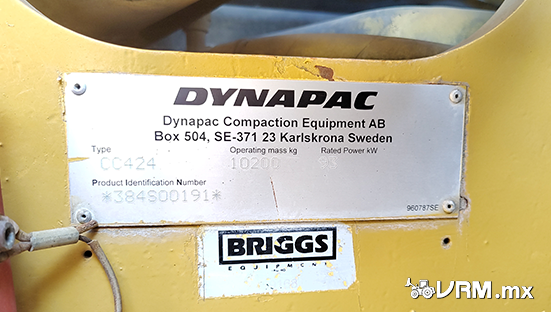 DYNAPAC
Dynapac Compaction Equipment AB
Box 504, SE-371 23 Karlskrona Sweden
Type Operating mass kg Rated Power kW
CC424 10200
Product Identification Number
*384S00191*
960787SE
BRIGGS
EQUIPMENT
VRM.mx